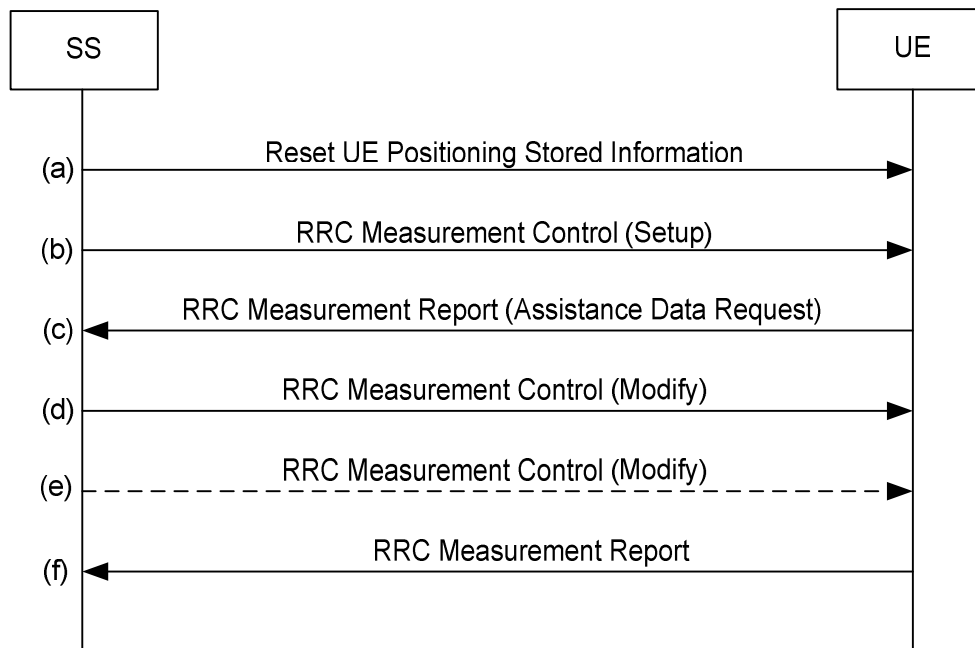 SS
UE
Reset UE Positioning Stored Information
(a)
RRC Measurement Control (Setup)
(b)
RRC Measurement Report (Assistance Data Request)
(c)
RRC Measurement Control (Modify)
(d)
RRC Measurement Control (Modify)
(e)
RRC Measurement Report
(f)